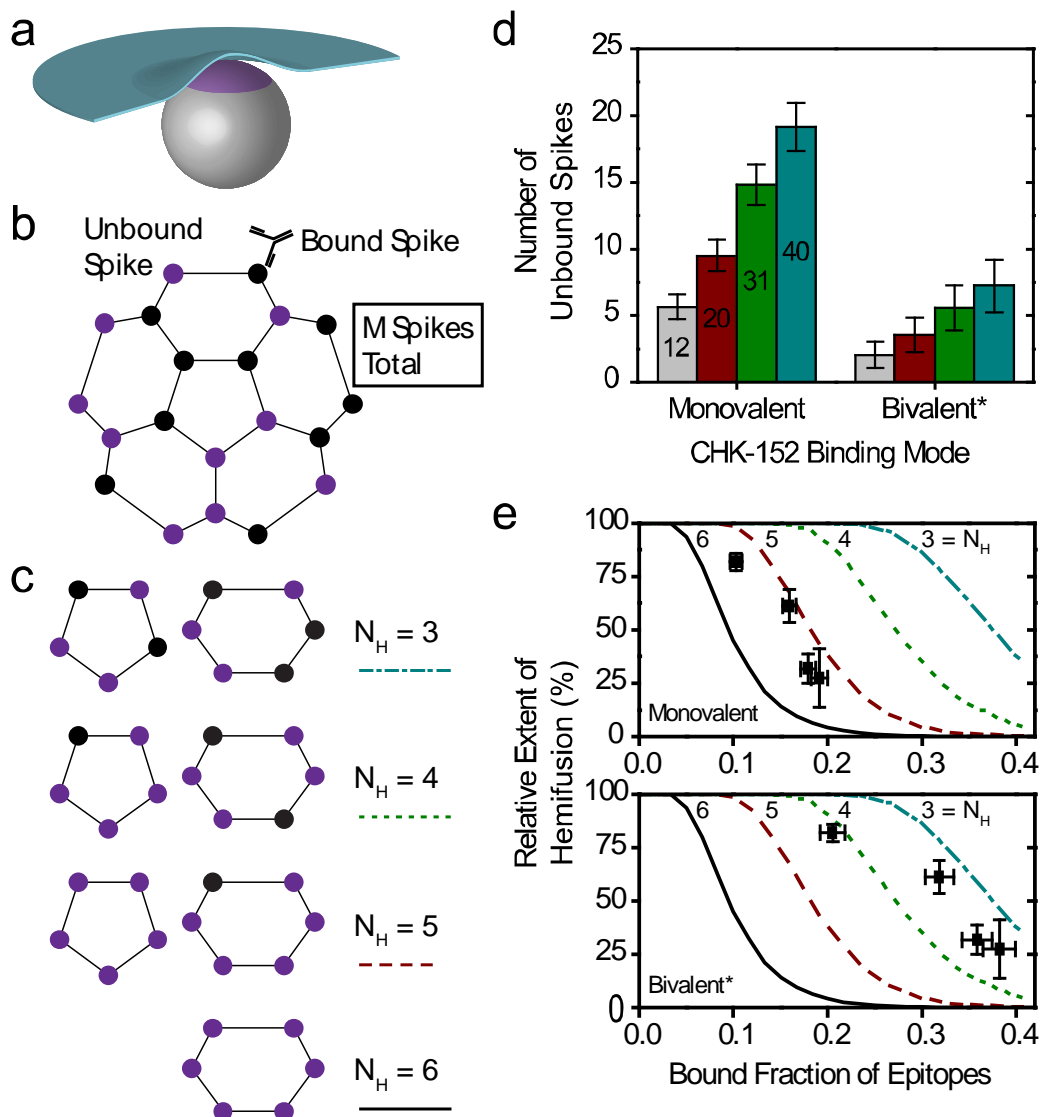 a
b
Unbound
Spike
Bound Spike
M Spikes
Total
c
N_H = 3
N_H = 4
N_H = 5
N_H = 6
d
25
20
15
10
5
0
Number of
Unbound Spikes
12
20
31
40
Monovalent
Bivalent*
CHK-152 Binding Mode
e
100
75
50
25
0
6
5
4
3 = N_H
Monovalent
0.0
0.1
0.2
0.3
0.4
100
75
50
25
0
6
5
4
3 = N_H
Bivalent*
0.0
0.1
0.2
0.3
0.4
Relative Extent of
Hemifusion (%)
Bound Fraction of Epitopes